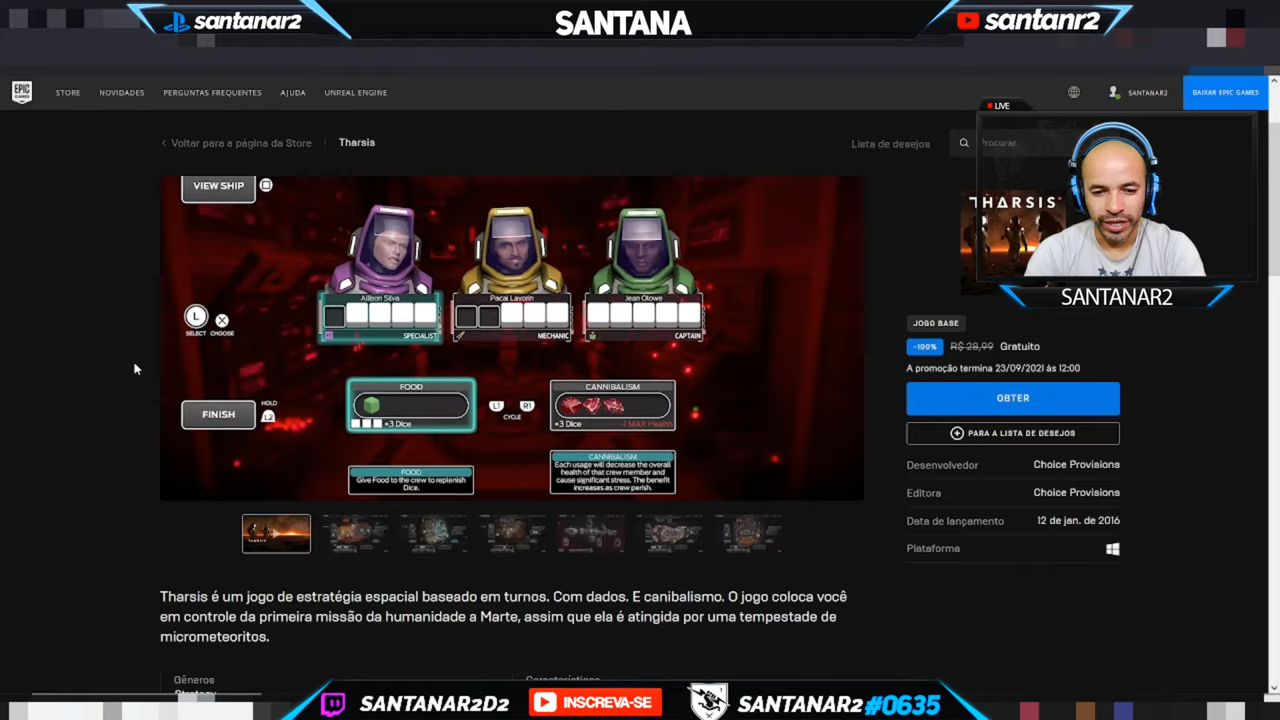 santanar2
SANTANA
santanr2
EPIC
GAMES
STORE
NOVIDADES
PERGUNTAS FREQUENTES
AJUDA
UNREAL ENGINE
SANTANAR2
BAIXAR EPIC GAMES
LIVE
Voltar para a página da Store
Tharsis
Lista de desejos
Procurar
VIEW SHIP
THARSIS
Allison Silva
Pacal Lavorin
Jean Olowe
SPECIALIST
MECHANIC
CAPTAIN
L
SELECT CHOOSE
SANTANAR2
JOGO BASE
-100% R$ 28,99 Gratuito
A promoção termina 23/09/2021 às 12:00
OBTER
PARA A LISTA DE DESEJOS
FOOD
+3 Dice
L1 R1
CYCLE
CANNIBALISM
+3 Dice -1 MAX Health
FINISH
HOLD
L2
FOOD
Give Food to the crew to replenish
Dice.
CANNIBALISM
Each usage will decrease the overall
health of that crew member and
cause significant stress. The benefit
increases as crew perish.
Desenvolvedor Choice Provisions
Editora Choice Provisions
Data de lançamento 12 de jan. de 2016
Plataforma
Tharsis é um jogo de estratégia espacial baseado em turnos. Com dados. E canibalismo. O jogo coloca você
em controle da primeira missão da humanidade a Marte, assim que ela é atingida por uma tempestade de
micrometeoritos.
Gêneros
Características
Strategy
SANTANAR2D2
INSCREVA-SE
SANTANAR2#0635